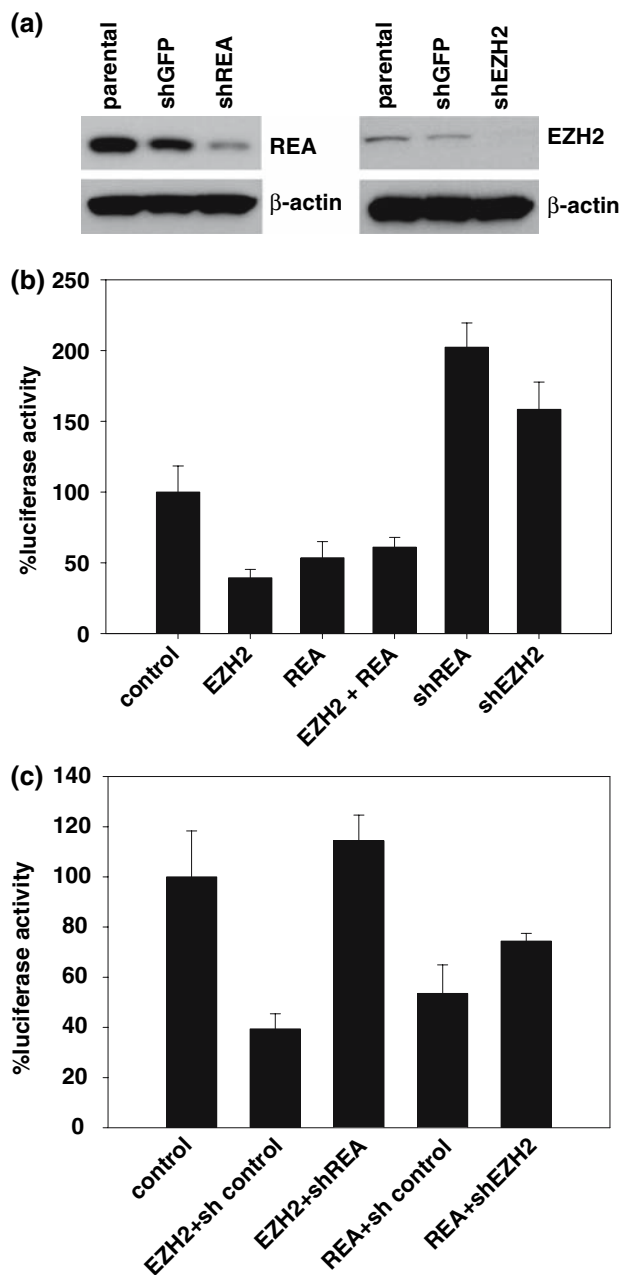 (a)
parental
shGFP
shREA
parental
shGFP
shEZH2
REA
EZH2
β-actin
β-actin
(b)
250
200
150
100
50
0
%luciferase activity
control
EZH2
REA
EZH2 + REA
shREA
shEZH2
(c)
140
120
100
80
60
40
20
0
%luciferase activity
control
EZH2+sh control
EZH2+shREA
REA+sh control
REA+shEZH2